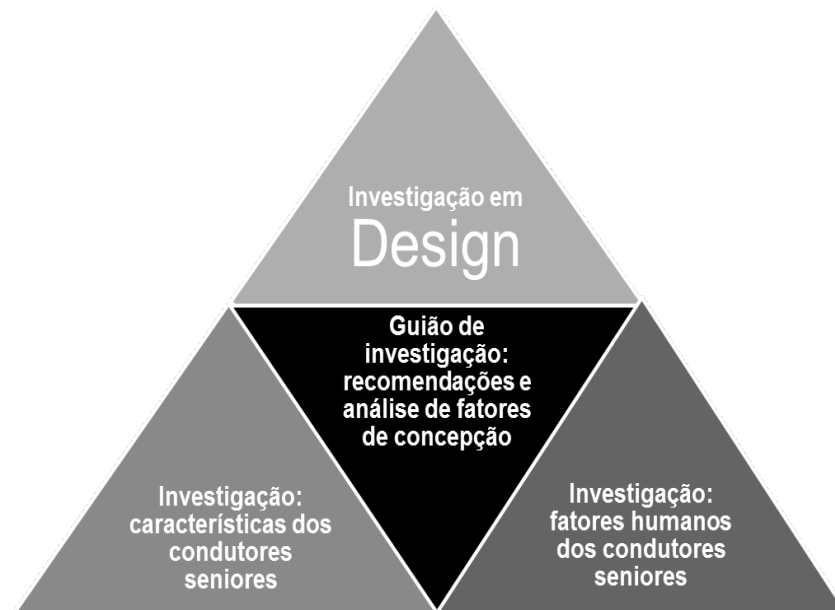 Investigação em
Design
Guião de
investigação:
recomendações e
análise de fatores
de concepção
Investigação:
características dos
condutores
seniores
Investigação:
fatores humanos
dos condutores
seniores